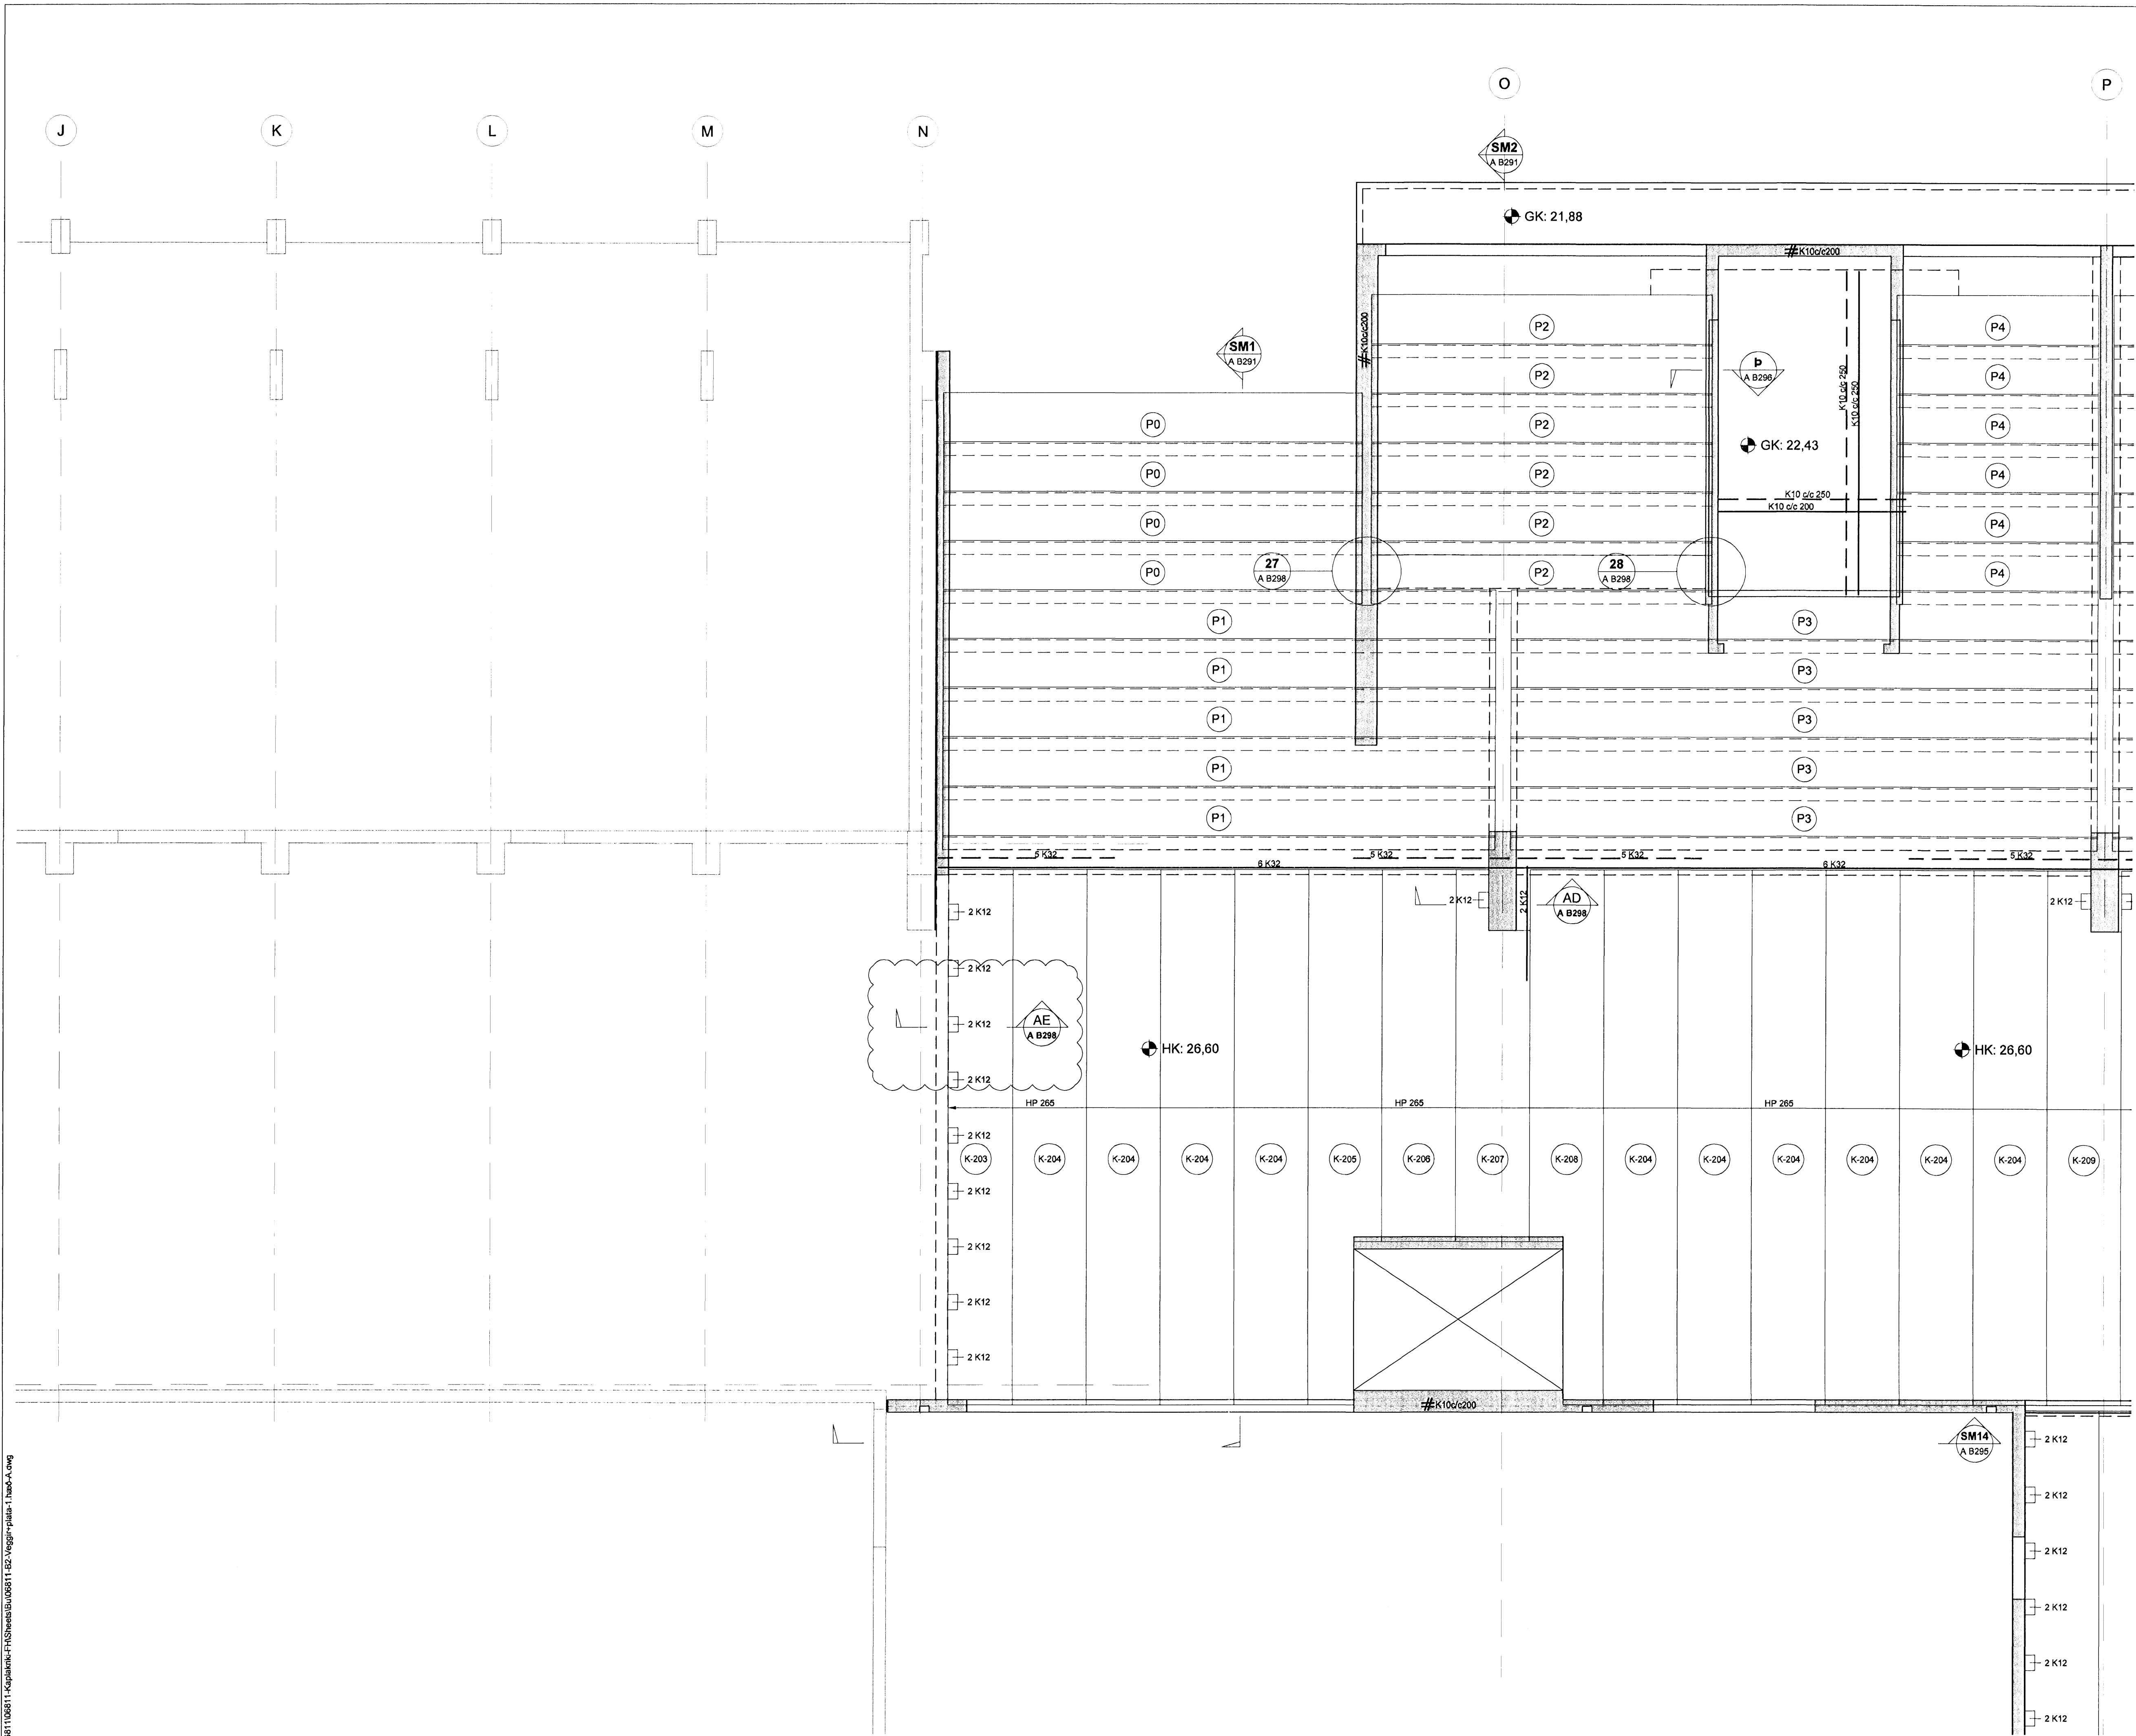 O
P
J
K
L
M
N
SM2
A B291
GK: 21,88
K10c/c200
SM1
A B291
K10c/c200
P2
P4
Þ
A B296
K10 c/c 250
K10 c/c 250
P2
P4
P0
P2
GK: 22,43
P4
P0
P2
P4
K10 c/c 250
K10 c/c 200
P0
P2
P4
P0
27
A B298
P2
28
A B298
P4
P1
P3
P1
P3
P1
P3
P1
P3
P1
P3
5 K32
6 K32
5 K32
5 K32
6 K32
5 K32
2 K12
2 K12
2 K12
AD
A B298
2 K12
2 K12
2 K12
AE
A B298
HK: 26,60
HK: 26,60
2 K12
HP 265
HP 265
HP 265
2 K12
K-203
K-204
K-204
K-204
K-204
K-205
K-206
K-207
K-208
K-204
K-204
K-204
K-204
K-204
K-204
K-209
2 K12
2 K12
2 K12
2 K12
K10c/c200
SM14
A B295
2 K12
2 K12
2 K12
2 K12
2 K12
2 K12